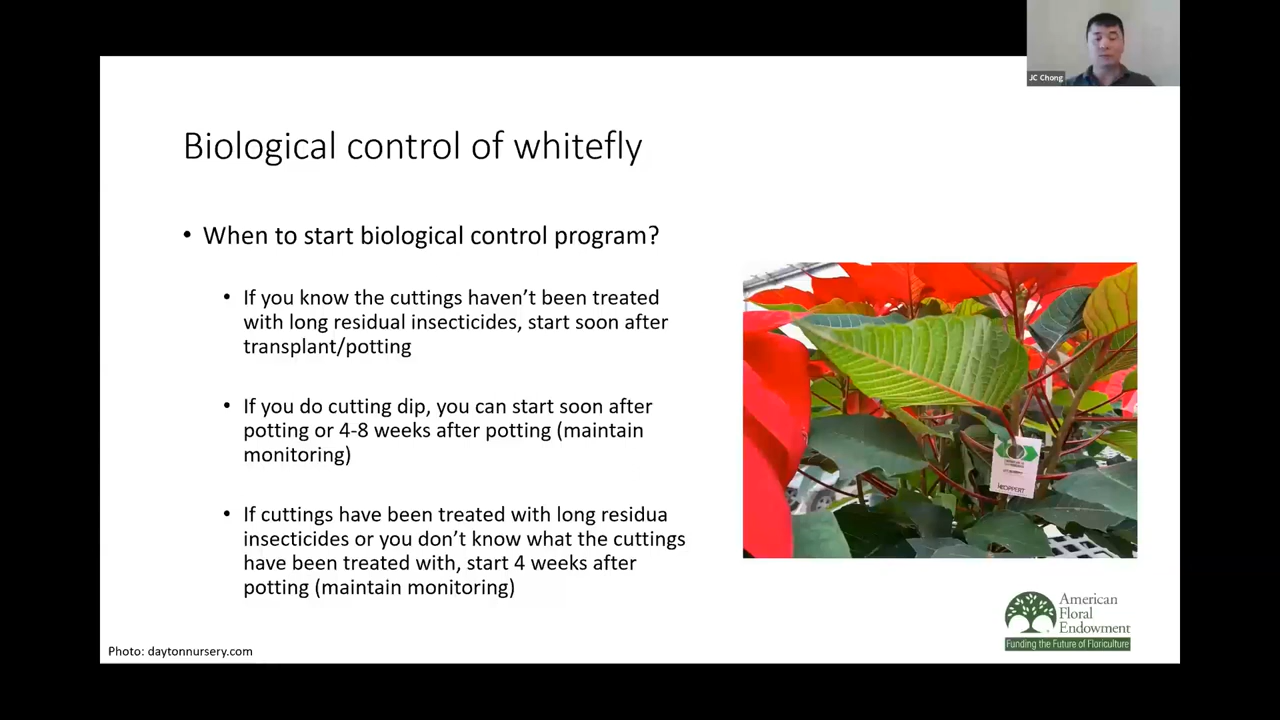 JC Chong
Biological control of whitefly
• When to start biological control program?
• If you know the cuttings haven't been treated
with long residual insecticides, start soon after
transplant/potting
• If you do cutting dip, you can start soon after
potting or 4-8 weeks after potting (maintain
monitoring)
• If cuttings have been treated with long residua
insecticides or you don't know what the cuttings
have been treated with, start 4 weeks after
potting (maintain monitoring)
KOPPERT
American
Floral
Endowment
Funding the Future of Floriculture
Photo: daytonnursery.com